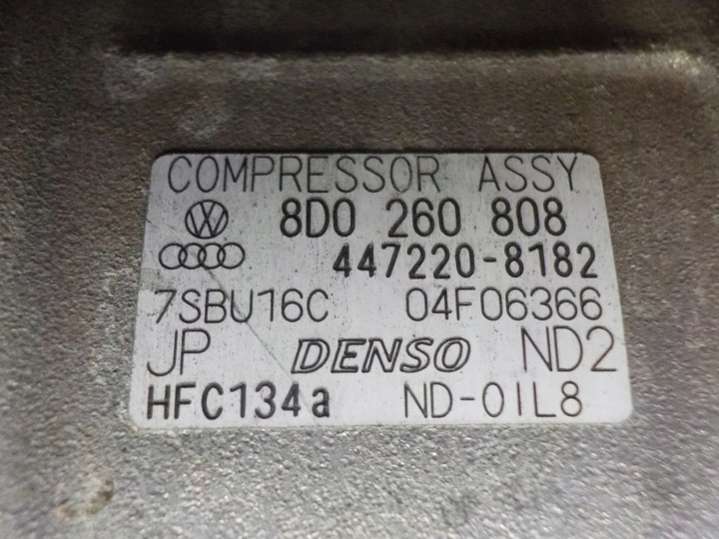 COMPRESSOR ASSY
8D0 260 808
447220-8182
7SBU16C 04F06366
JP DENSO ND2
HFC134a ND-OIL8